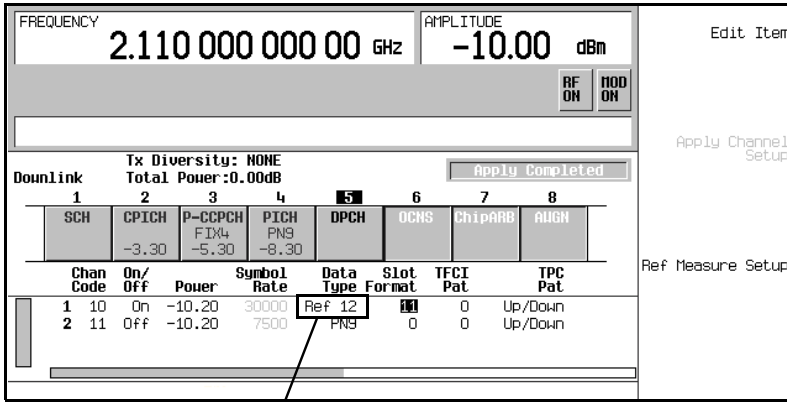 FREQUENCY
2.110 000 000 00 GHz
AMPLITUDE
-10.00 dBm
RF ON
MOD ON
Edit Item
Apply Channel Setup
Ref Measure Setup
Downlink
Tx Diversity: NONE
Total Power:0.00dB
Apply Completed
1 2 3 4 5 6 7 8
SCH CPICH P-CCPCH PICH DPCH OCNS ChipARB AWGN
FIX4 PN9
-3.30 -5.30 -8.30
Chan Code On/Off Power Symbol Rate Data Type Slot Format TFCI Pat TPC Pat
1 10 On -10.20 30000 Ref 12 11 0 Up/Down
2 11 Off -10.20 7500 PN9 0 0 Up/Down